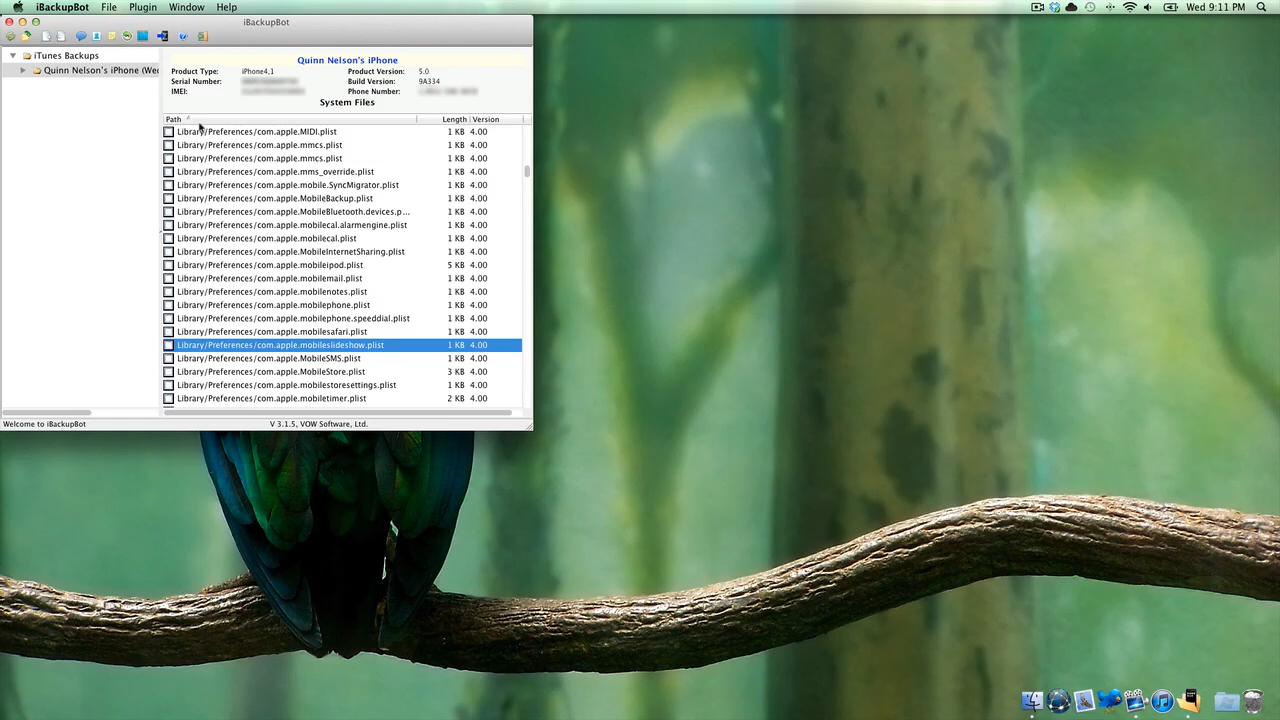 iBackupBot File Plugin Window Help Wed 9:11 PM
iBackupBot
iTunes Backups
Quinn Nelson's iPhone (Wed
Quinn Nelson's iPhone
Product Type: iPhone4,1 Product Version: 5.0
Serial Number: Build Version: 9A334
IMEI: Phone Number:
System Files
Path Length Version
Library/Preferences/com.apple.MIDI.plist 1 KB 4.00
Library/Preferences/com.apple.mmcs.plist 1 KB 4.00
Library/Preferences/com.apple.mmcs.plist 1 KB 4.00
Library/Preferences/com.apple.mms_override.plist 1 KB 4.00
Library/Preferences/com.apple.mobile.SyncMigrator.plist 1 KB 4.00
Library/Preferences/com.apple.MobileBackup.plist 1 KB 4.00
Library/Preferences/com.apple.MobileBluetooth.devices.p... 1 KB 4.00
Library/Preferences/com.apple.mobilecal.alarmengine.plist 1 KB 4.00
Library/Preferences/com.apple.mobilecal.plist 1 KB 4.00
Library/Preferences/com.apple.MobileInternetSharing.plist 1 KB 4.00
Library/Preferences/com.apple.mobileipod.plist 5 KB 4.00
Library/Preferences/com.apple.mobilemail.plist 1 KB 4.00
Library/Preferences/com.apple.mobilenotes.plist 1 KB 4.00
Library/Preferences/com.apple.mobilephone.plist 1 KB 4.00
Library/Preferences/com.apple.mobilephone.speeddial.plist 1 KB 4.00
Library/Preferences/com.apple.mobilesafari.plist 1 KB 4.00
Library/Preferences/com.apple.mobileslideshow.plist 1 KB 4.00
Library/Preferences/com.apple.MobileSMS.plist 1 KB 4.00
Library/Preferences/com.apple.MobileStore.plist 3 KB 4.00
Library/Preferences/com.apple.mobilestoresettings.plist 1 KB 4.00
Library/Preferences/com.apple.mobiletimer.plist 2 KB 4.00
Welcome to iBackupBot V 3.1.5, VOW Software, Ltd.